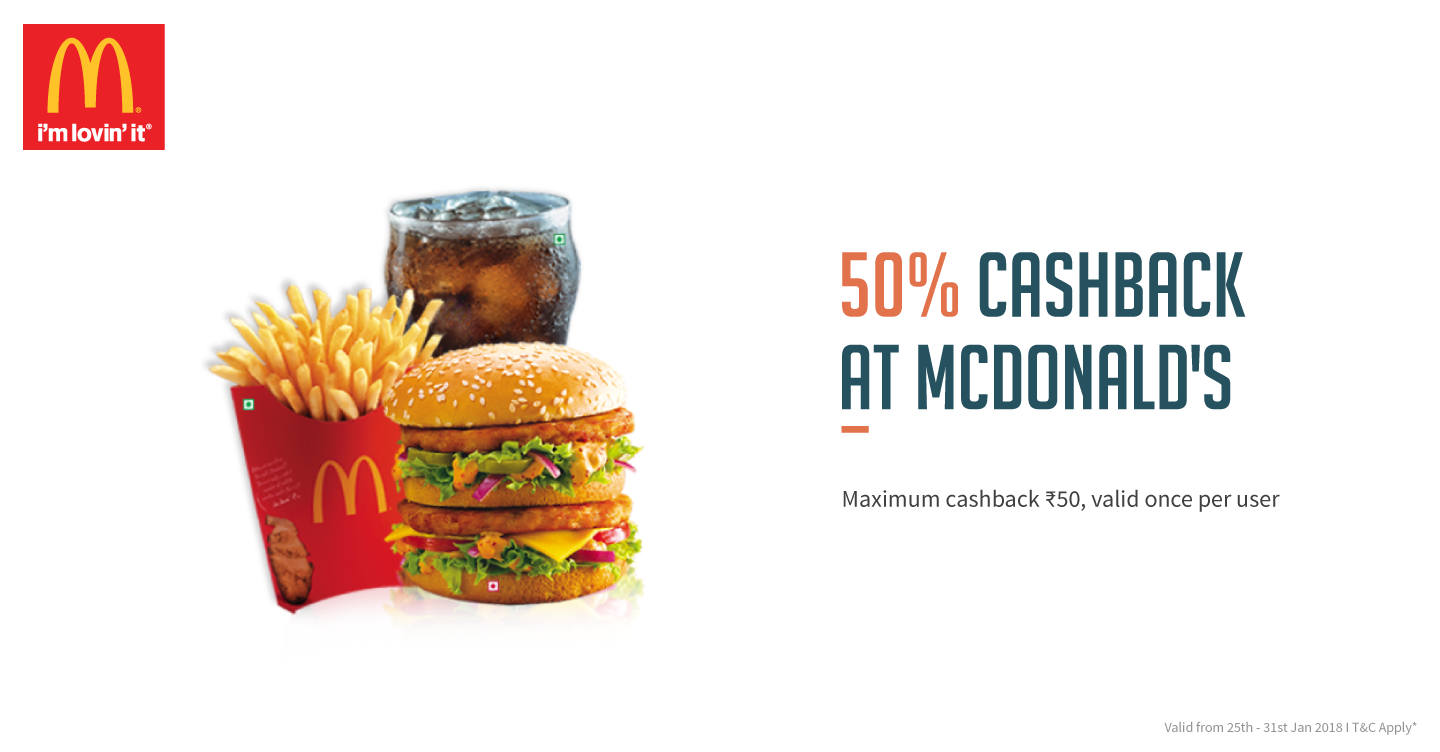 i'm lovin' it®
50% CASHBACK
AT MCDONALD'S
Maximum cashback ₹50, valid once per user
Valid from 25th - 31st Jan 2018 I T&C Apply*